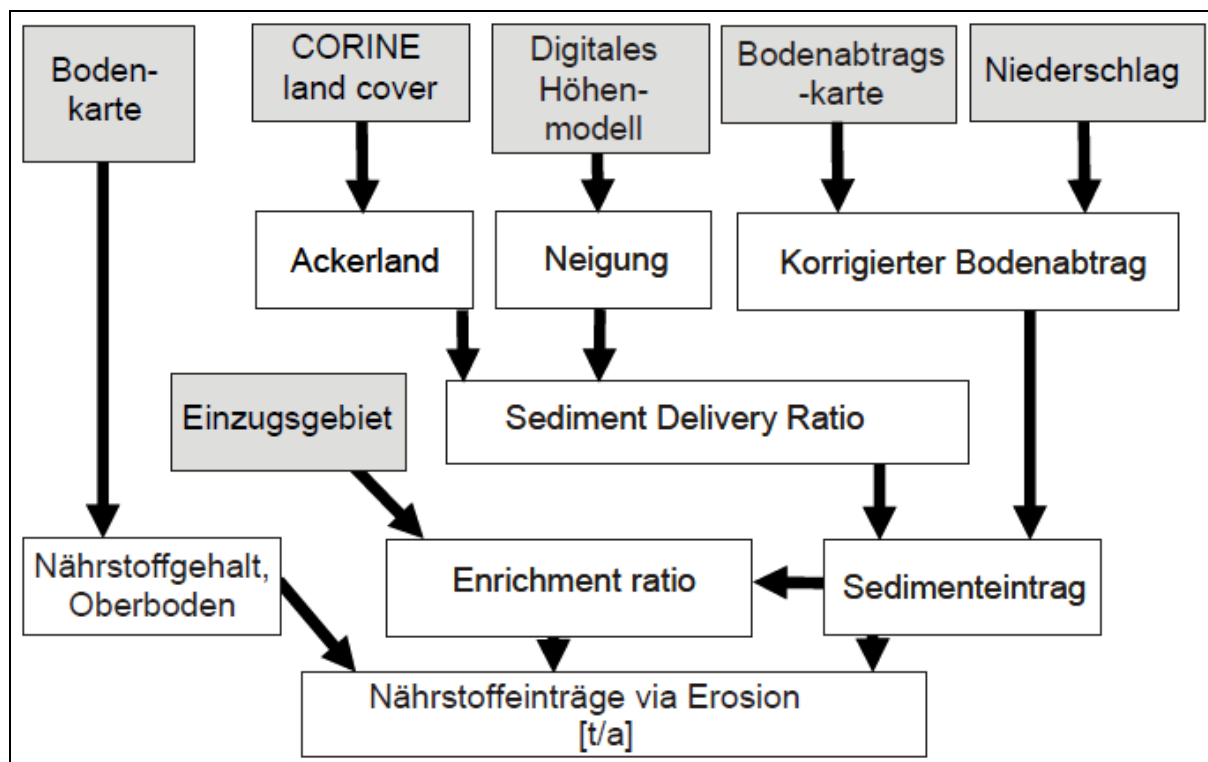 Boden-
karte
CORINE
land cover
Digitales
Höhen-
modell
Bodenabtrags
-karte
Niederschlag
Ackerland
Neigung
Korrigierter Bodenabtrag
Einzugsgebiet
Sediment Delivery Ratio
Nährstoffgehalt,
Oberboden
Enrichment ratio
Sedimenteintrag
Nährstoffeinträge via Erosion
[t/a]